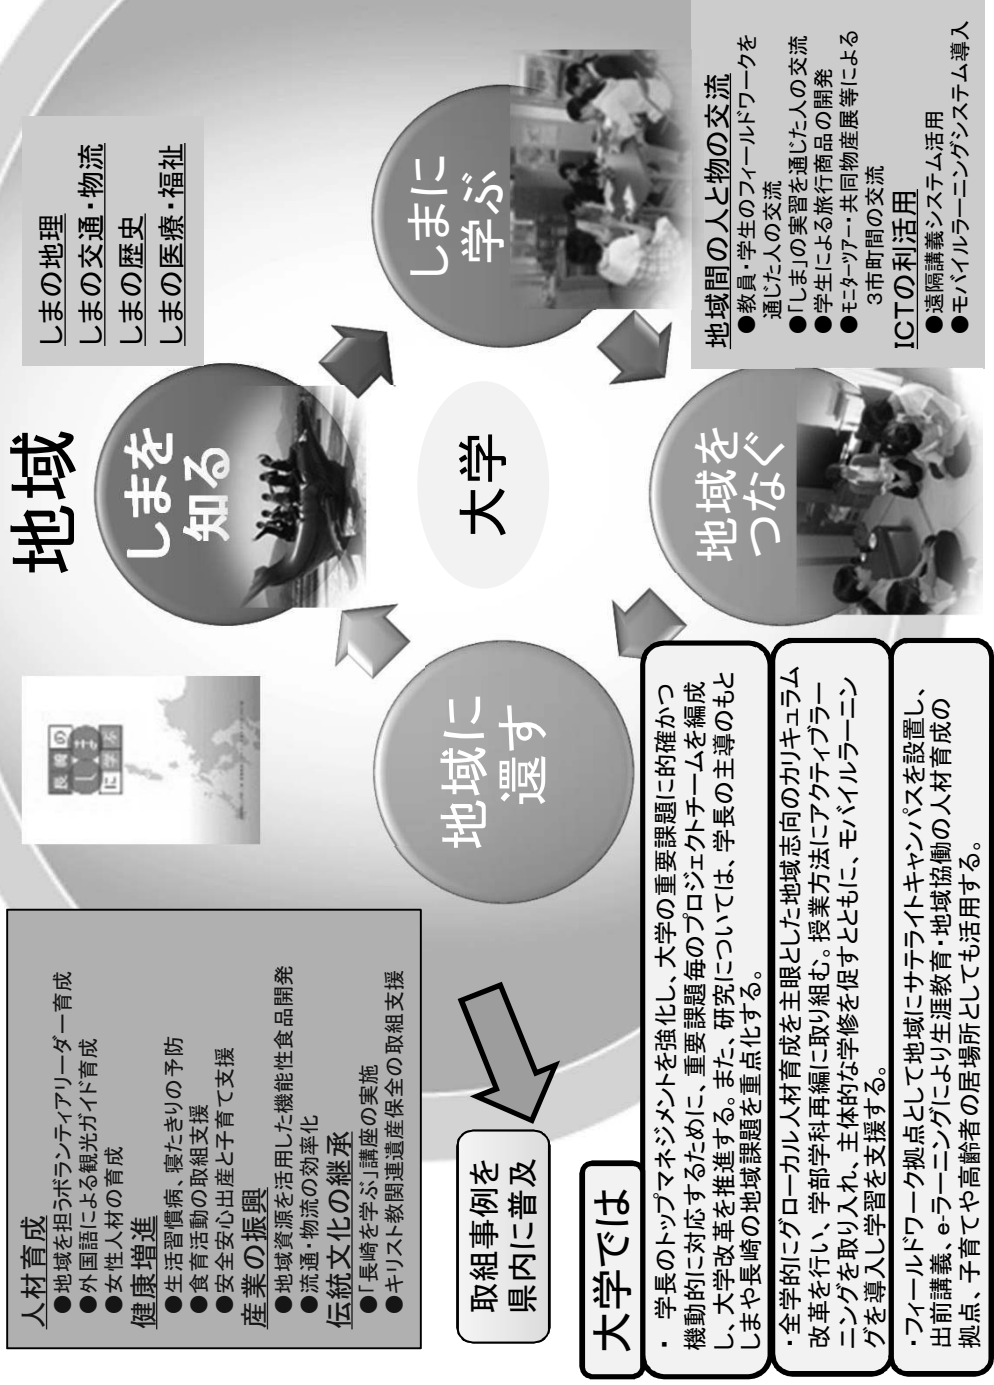 地域
人材育成
●地域を担うボランティアリーダー育成
●外国語による観光ガイド育成
●女性人材の育成
健康増進
●生活習慣病、寝たきりの予防
●食育活動の取組支援
●安全安心出産と子育て支援
産業の振興
●地域資源を活用した機能性食品開発
●流通・物流の効率化
伝統文化の継承
●「長崎を学ぶ」講座の実施
●キリスト教関連遺産保全の取組支援
長崎の
しま
に学ぶ
しまを
知る
しまの地理
しまの交通・物流
しまの歴史
しまの医療・福祉
しまに
学ぶ
大学
地域に
還す
地域を
つなぐ
地域間の人と物の交流
●教員・学生のフィールドワークを
通じた人の交流
●「しま」の実習を通じた人の交流
●学生による旅行商品の開発
●モニターツアー・共同物産展等による
3市町間の交流
ICTの利活用
●遠隔講義システム活用
●モバイルラーニングシステム導入
取組事例を
県内に普及
大学では
・ 学長のトップマネジメントを強化し、大学の重要課題に的確かつ
機動的に対応するために、重要課題毎のプロジェクトチームを編成
し、大学改革を推進する。また、研究については、学長の主導のもと
しまや長崎の地域課題を重点化する。
・全学的にグローカル人材育成を主眼とした地域志向のカリキュラム
改革を行い、学部学科再編に取り組む。授業方法にアクティブラー
ニングを取り入れ、主体的な学修を促すとともに、モバイルラーニン
グを導入し学習を支援する。
・フィールドワーク拠点として地域にサテライトキャンパスを設置し、
出前講義、e-ラーニングにより生涯教育・地域協働の人材育成の
拠点、子育てや高齢者の居場所としても活用する。